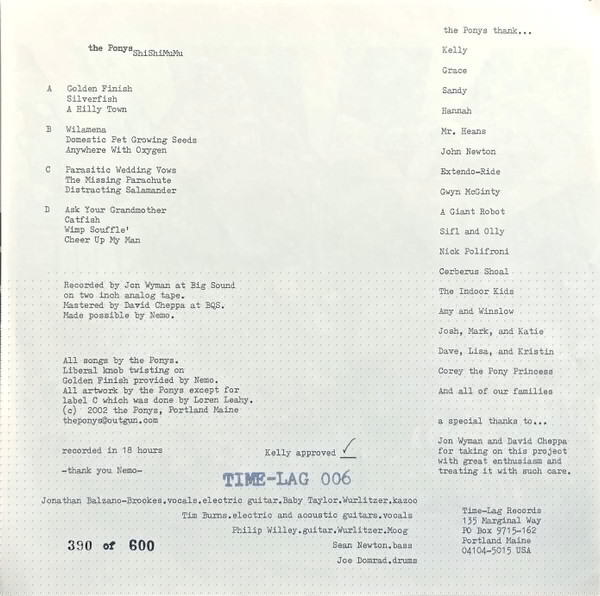 the Ponys ShiShiMuMu
A Golden Finish
Silverfish
A Hilly Town
B Wilamena
Domestic Pet Growing Seeds
Anywhere With Oxygen
C Parasitic Wedding Vows
The Missing Parachute
Distracting Salamander
D Ask Your Grandmother
Catfish
Wimp Souffle'
Cheer Up My Man
Recorded by Jon Wyman at Big Sound
on two inch analog tape.
Mastered by David Cheppa at BQS.
Made possible by Nemo.
All songs by the Ponys.
Liberal knob twisting on
Golden Finish provided by Nemo.
All artwork by the Ponys except for
label C which was done by Loren Leahy.
(c) 2002 the Ponys, Portland Maine
theponys@outgun.com
recorded in 18 hours
-thank you Nemo-
Kelly approved ✓
TIME-LAG 006
Jonathan Balzano-Brookes.vocals.electric guitar.Baby Taylor.Wurlitzer.kazoo
Tim Burns.electric and acoustic guitars.vocals
Philip Willey.guitar.Wurlitzer.Moog
Sean Newton.bass
Joe Domrad.drums
390 of 600
the Ponys thank...
Kelly
Grace
Sandy
Hannah
Mr. Heans
John Newton
Extendo-Ride
Gwyn McGinty
A Giant Robot
Sifl and Olly
Nick Polifroni
Cerberus Shoal
The Indoor Kids
Amy and Winslow
Josh, Mark, and Katie
Dave, Lisa, and Kristin
Corey the Pony Princess
And all of our families
a special thanks to...
Jon Wyman and David Cheppa
for taking on this project
with great enthusiasm and
treating it with such care.
Time-Lag Records
135 Marginal Way
PO Box 9715-162
Portland Maine
04104-5015 USA